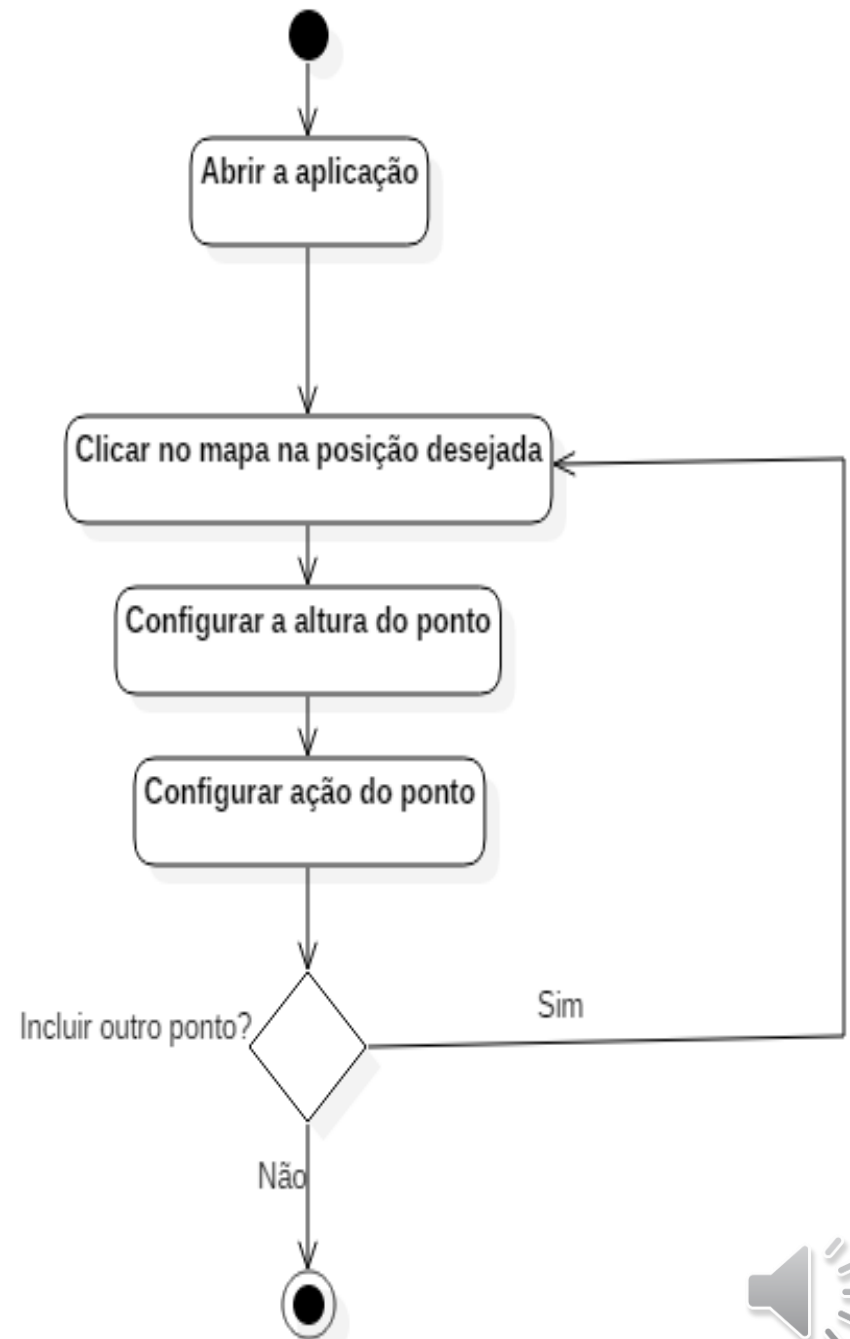 Abrir a aplicação
Clicar no mapa na posição desejada
Configurar a altura do ponto
Configurar ação do ponto
Incluir outro ponto?
Sim
Não